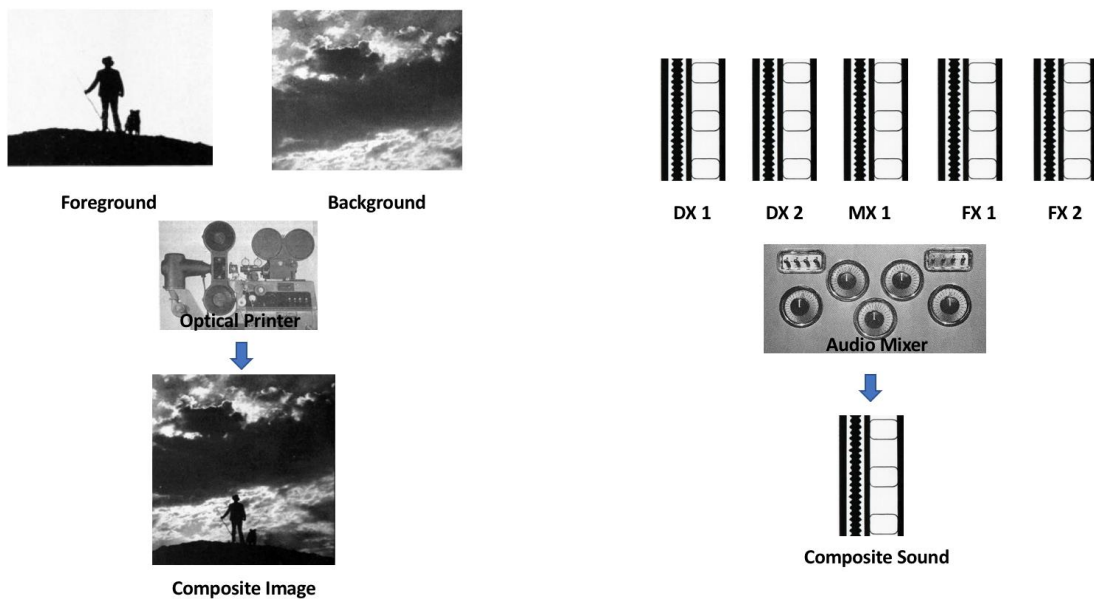 Foreground
Background
Optical Printer
Composite Image
DX 1
DX 2
MX 1
FX 1
FX 2
Audio Mixer
Composite Sound